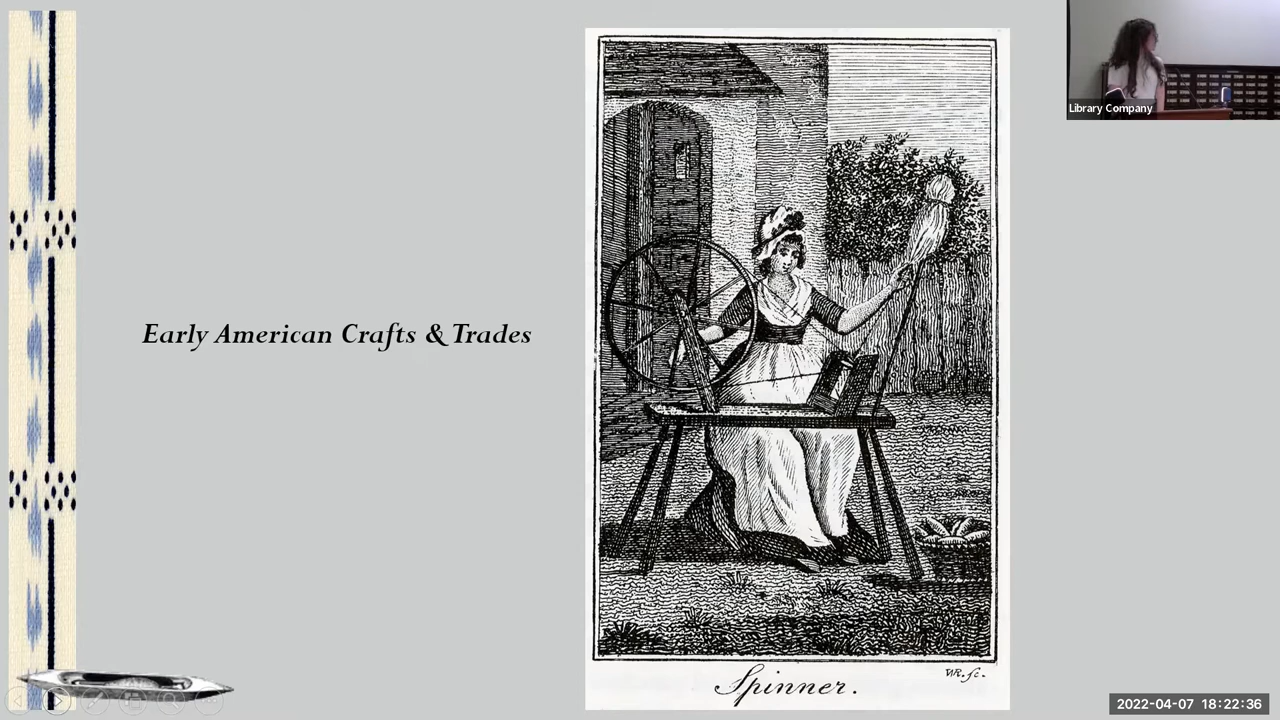 Early American Crafts & Trades
Library Company
WR. sc.
Spinner.
2022-04-07 18:22:36